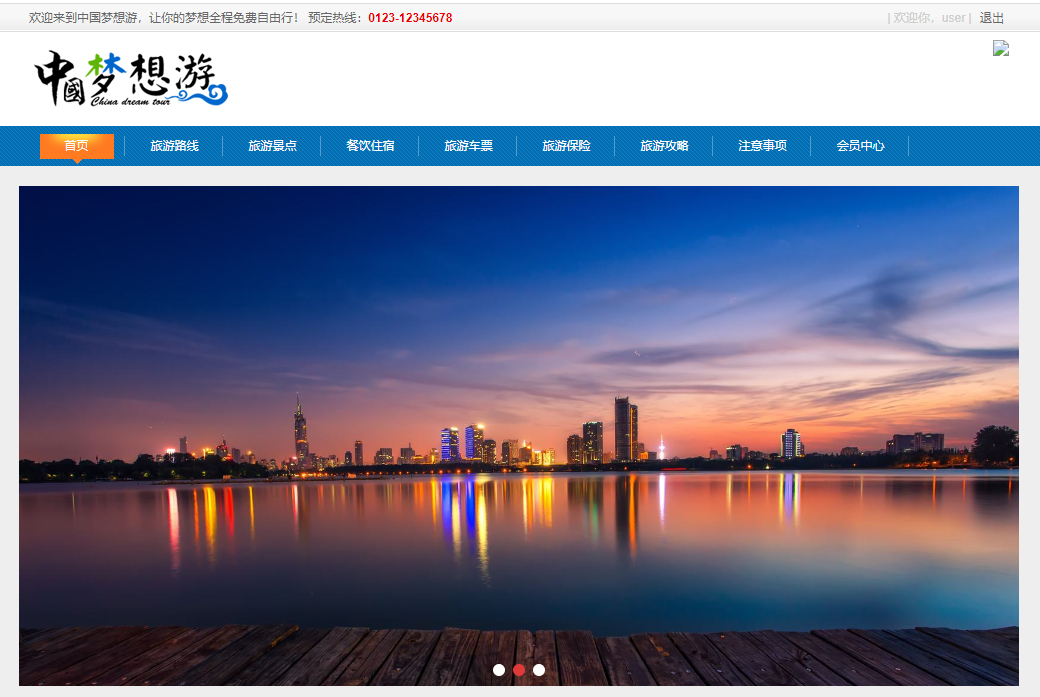 欢迎来到中国梦想游，让你的梦想全程免费自由行！ 预定热线：0123-12345678
| 欢迎你，user | 退出
中國梦想游
China dream tour
首页 旅游路线 旅游景点 餐饮住宿 旅游车票 旅游保险 旅游攻略 注意事项 会员中心